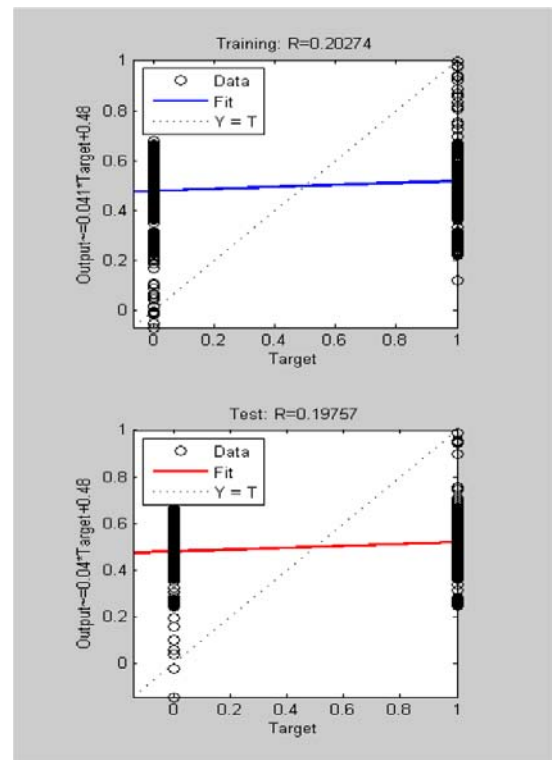 Training: R=0.20274
Output~=0.041*Target+0.48
1
0.8
0.6
0.4
0.2
0
Data
Fit
Y = T
0 0.2 0.4 0.6 0.8 1
Target
Test: R=0.19757
Output~=0.04*Target+0.48
1
0.8
0.6
0.4
0.2
0
Data
Fit
Y = T
0 0.2 0.4 0.6 0.8 1
Target